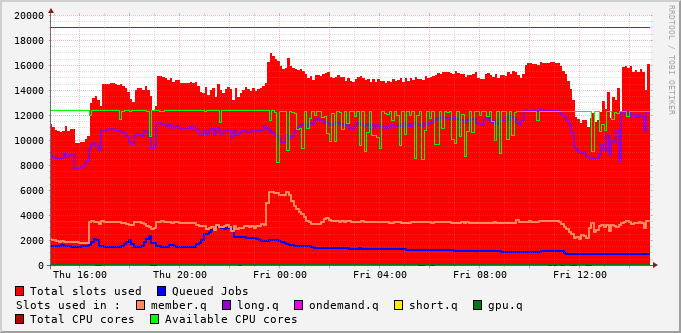 20000
18000
16000
14000
12000
10000
8000
6000
4000
2000
0
Thu 16:00 Thu 20:00 Fri 00:00 Fri 04:00 Fri 08:00 Fri 12:00
Total slots used Queued Jobs
Slots used in : member.q long.q ondemand.q short.q gpu.q
Total CPU cores Available CPU cores
RRDTOOL / TOBI OETIKER